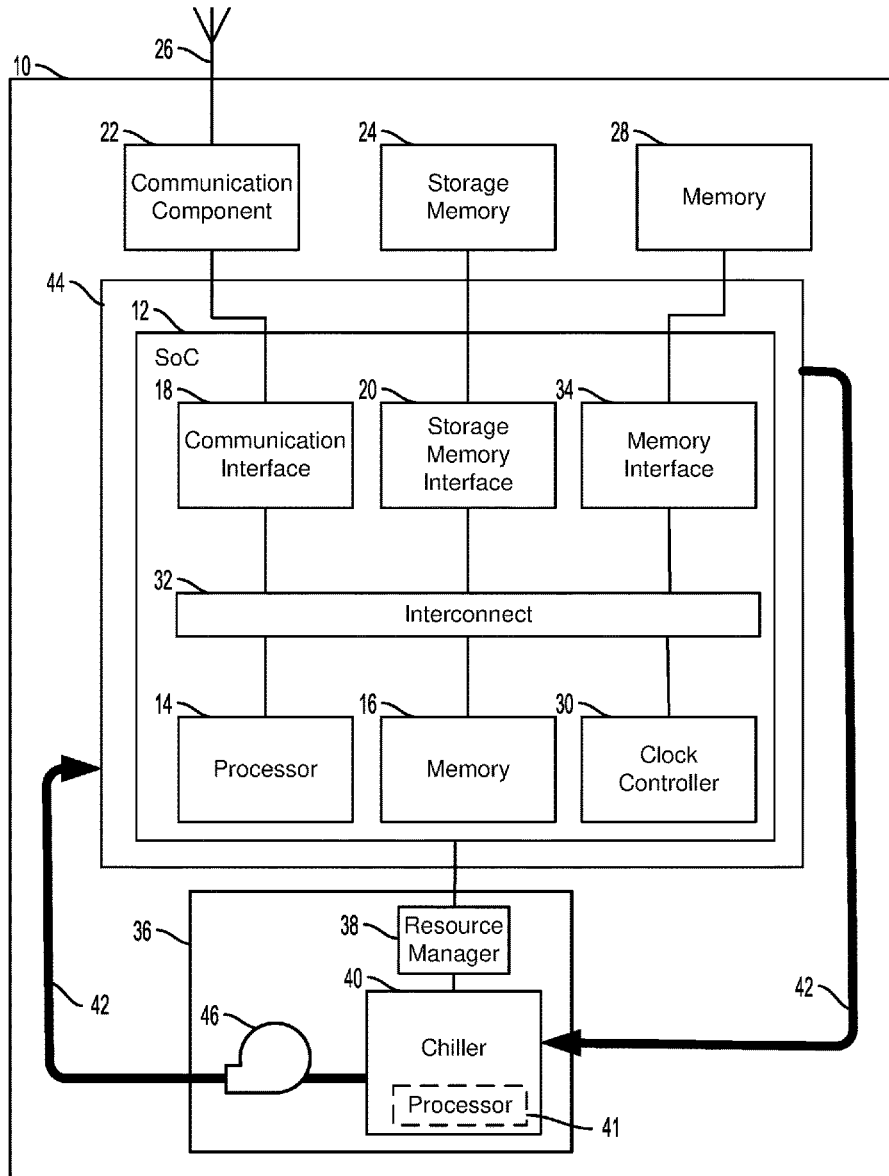 26
10
22
24
28
Communication
Component
Storage
Memory
Memory
44
12
SoC
18
20
34
Communication
Interface
Storage
Memory
Interface
Memory
Interface
32
Interconnect
14
16
30
Processor
Memory
Clock
Controller
36
38
Resource
Manager
40
42
46
42
Chiller
Processor
41